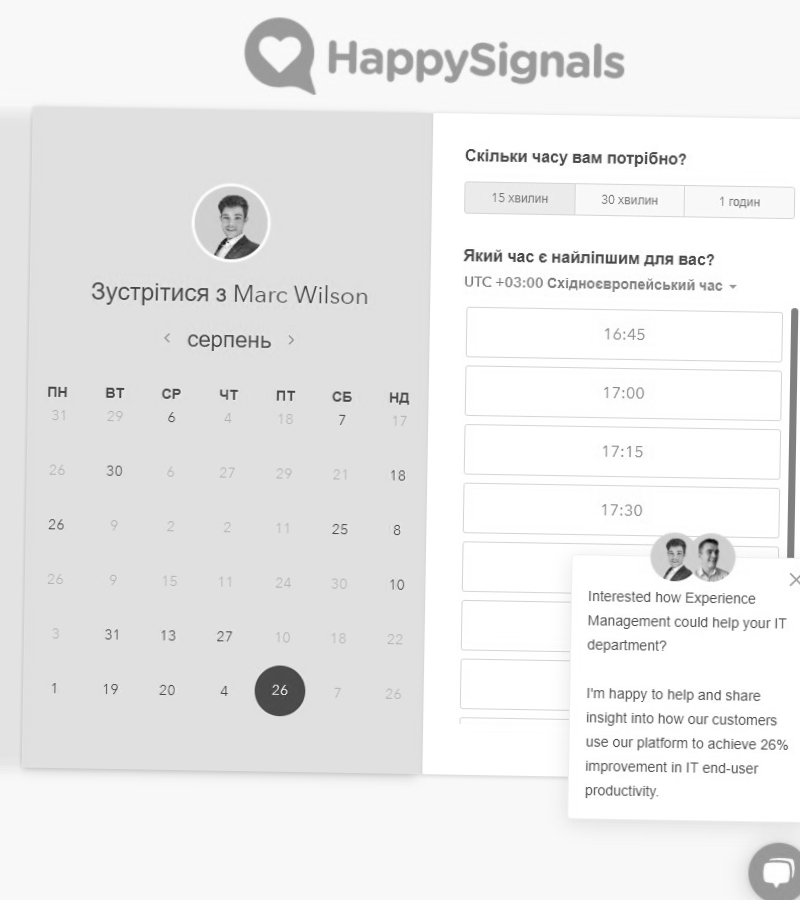 HappySignals
Зустрітися з Marc Wilson
серпень
ПН ВТ СР ЧТ ПТ СБ НД
31 29 6 4 18 7 17
26 30 6 27 29 21 18
26 9 2 2 11 25 8
26 9 15 11 24 30 10
3 31 13 27 10 18 22
1 19 20 4 26 7 26
Скільки часу вам потрібно?
15 хвилин 30 хвилин 1 годин
Який час є найліпшим для вас?
UTC +03:00 Східноєвропейський час
16:45
17:00
17:15
17:30
Interested how Experience
Management could help your IT
department?
I'm happy to help and share
insight into how our customers
use our platform to achieve 26%
improvement in IT end-user
productivity.